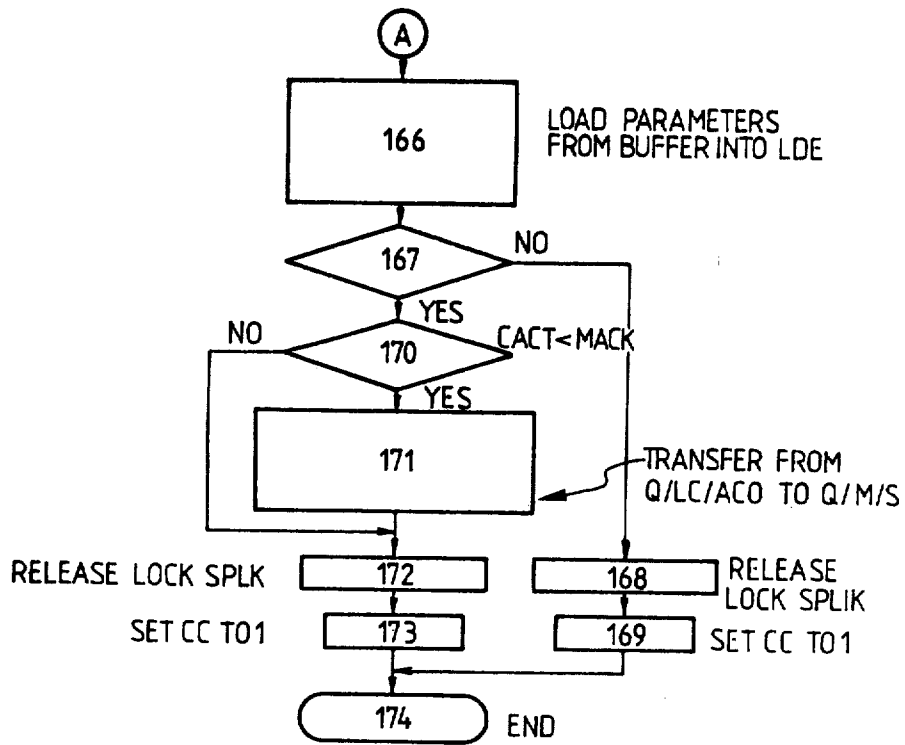 A
166
LOAD PARAMETERS
FROM BUFFER INTO LDE
167
NO
YES
NO
170
CACT<MACK
YES
171
TRANSFER FROM
Q/LC/ACO TO Q/M/S
RELEASE LOCK SPLK
172
168
RELEASE
LOCK SPLIK
SET CC TO1
173
169
SET CC TO1
174
END